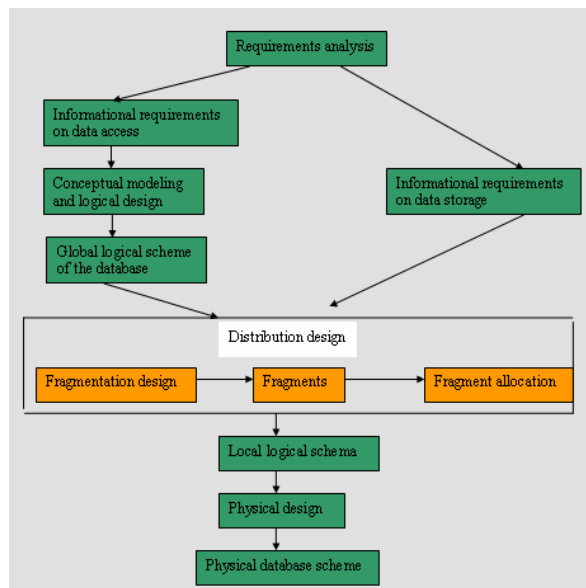 Requirements analysis
Informational requirements
on data access
Conceptual modeling
and logical design
Informational requirements
on data storage
Global logical scheme
of the database
Distribution design
Fragmentation design
Fragments
Fragment allocation
Local logical schema
Physical design
Physical database scheme